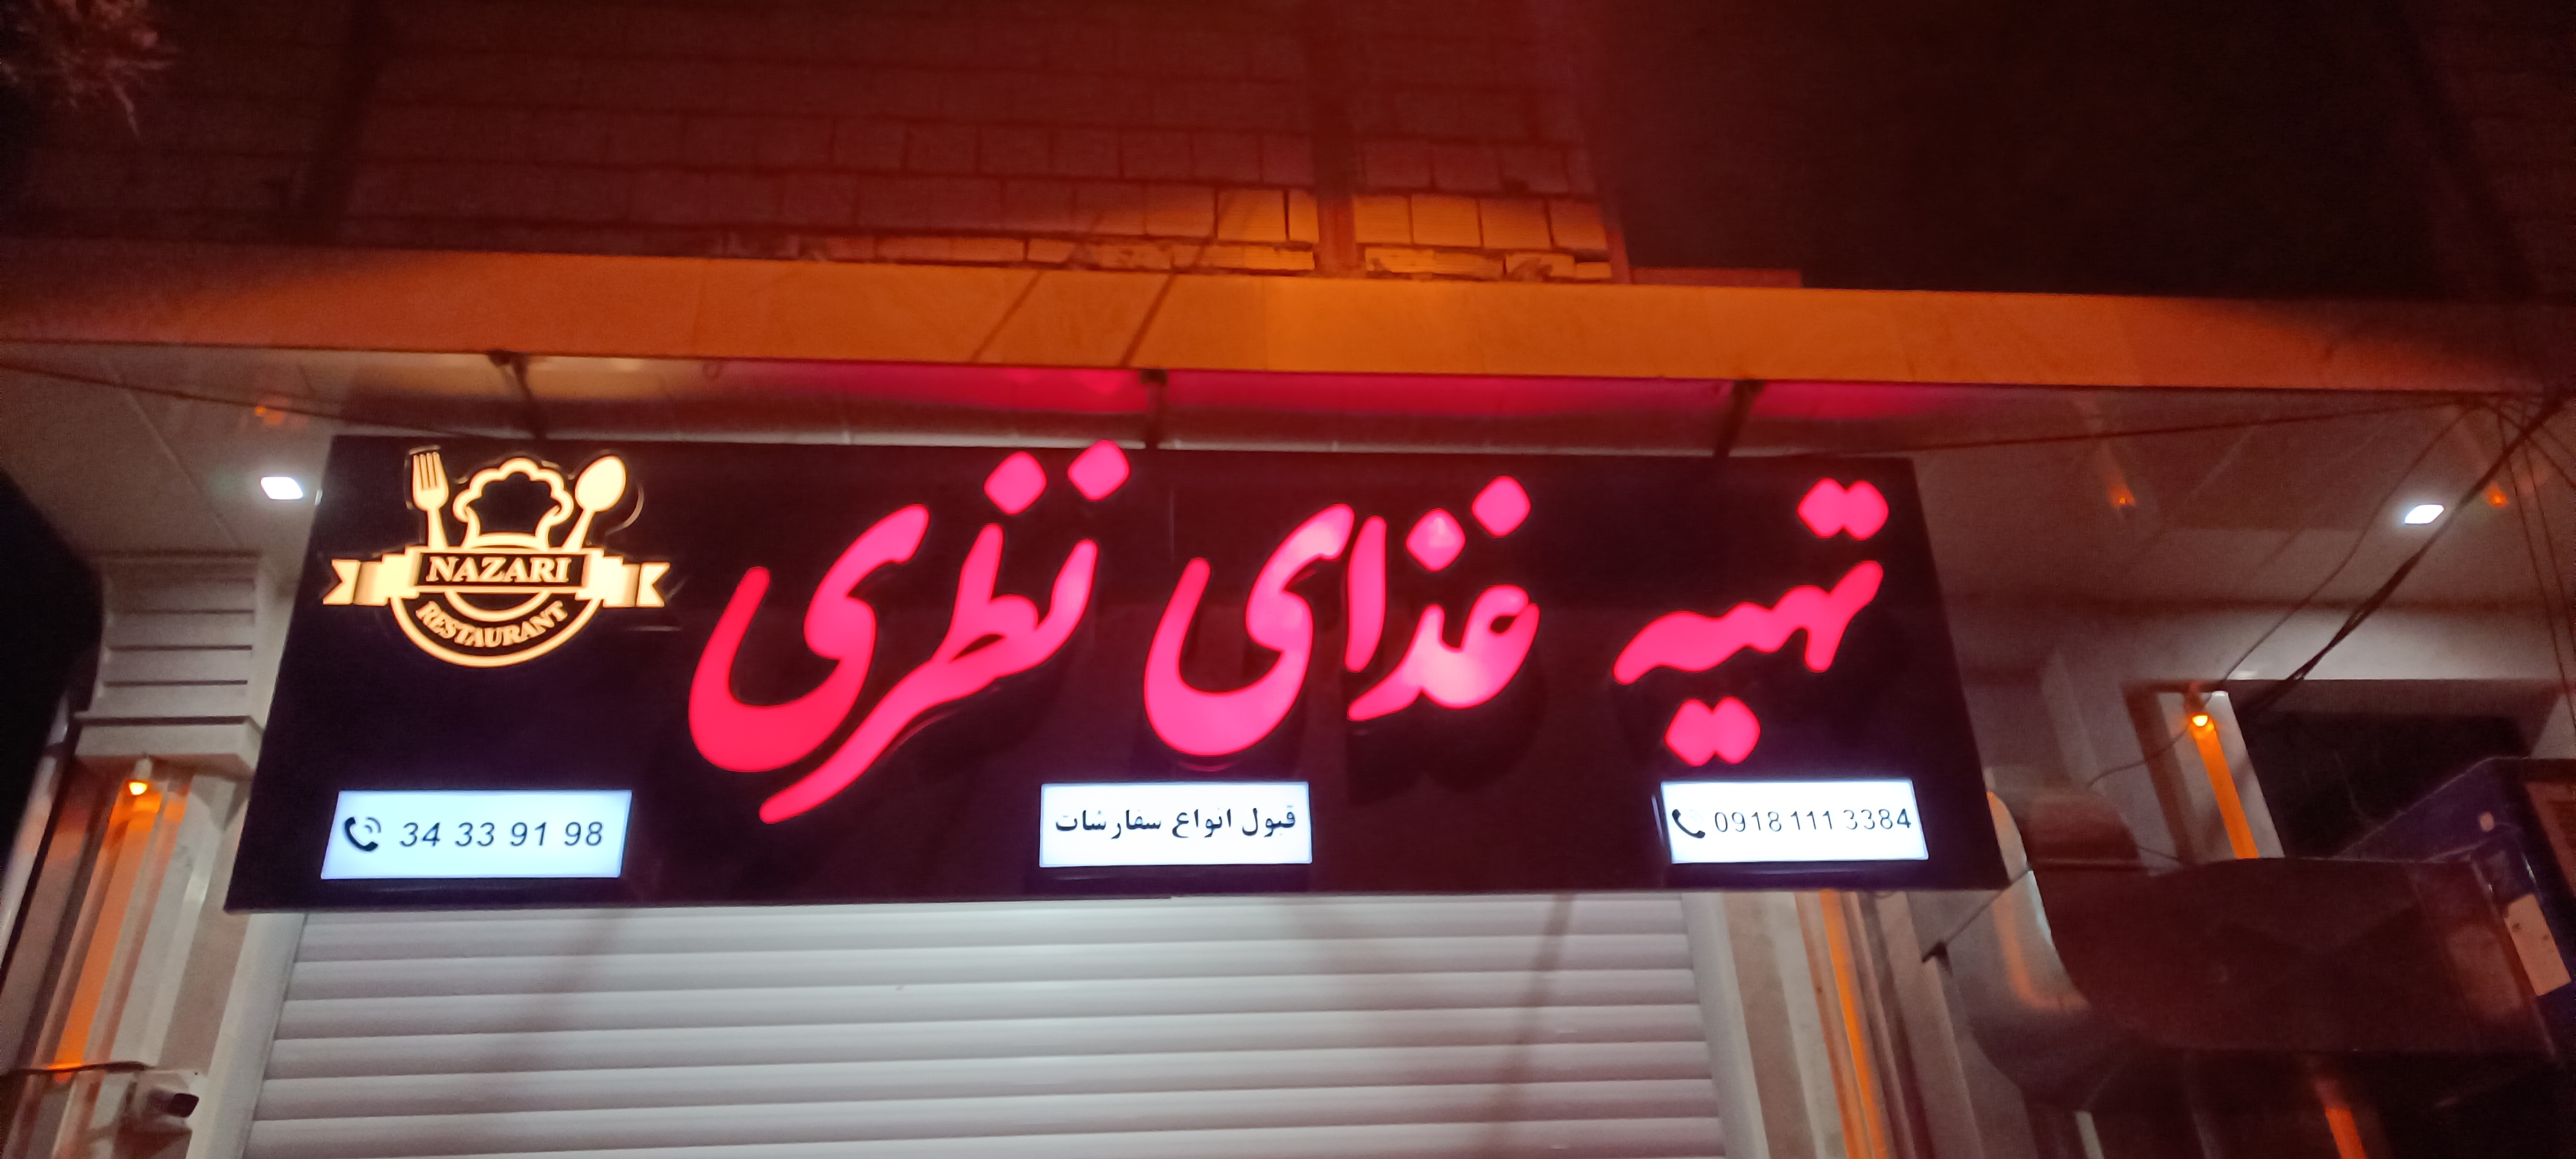 تهیه غذای نظری
NAZARI
RESTAURANT
0918 111 3384
قبول انواع سفارشات
34 33 91 98